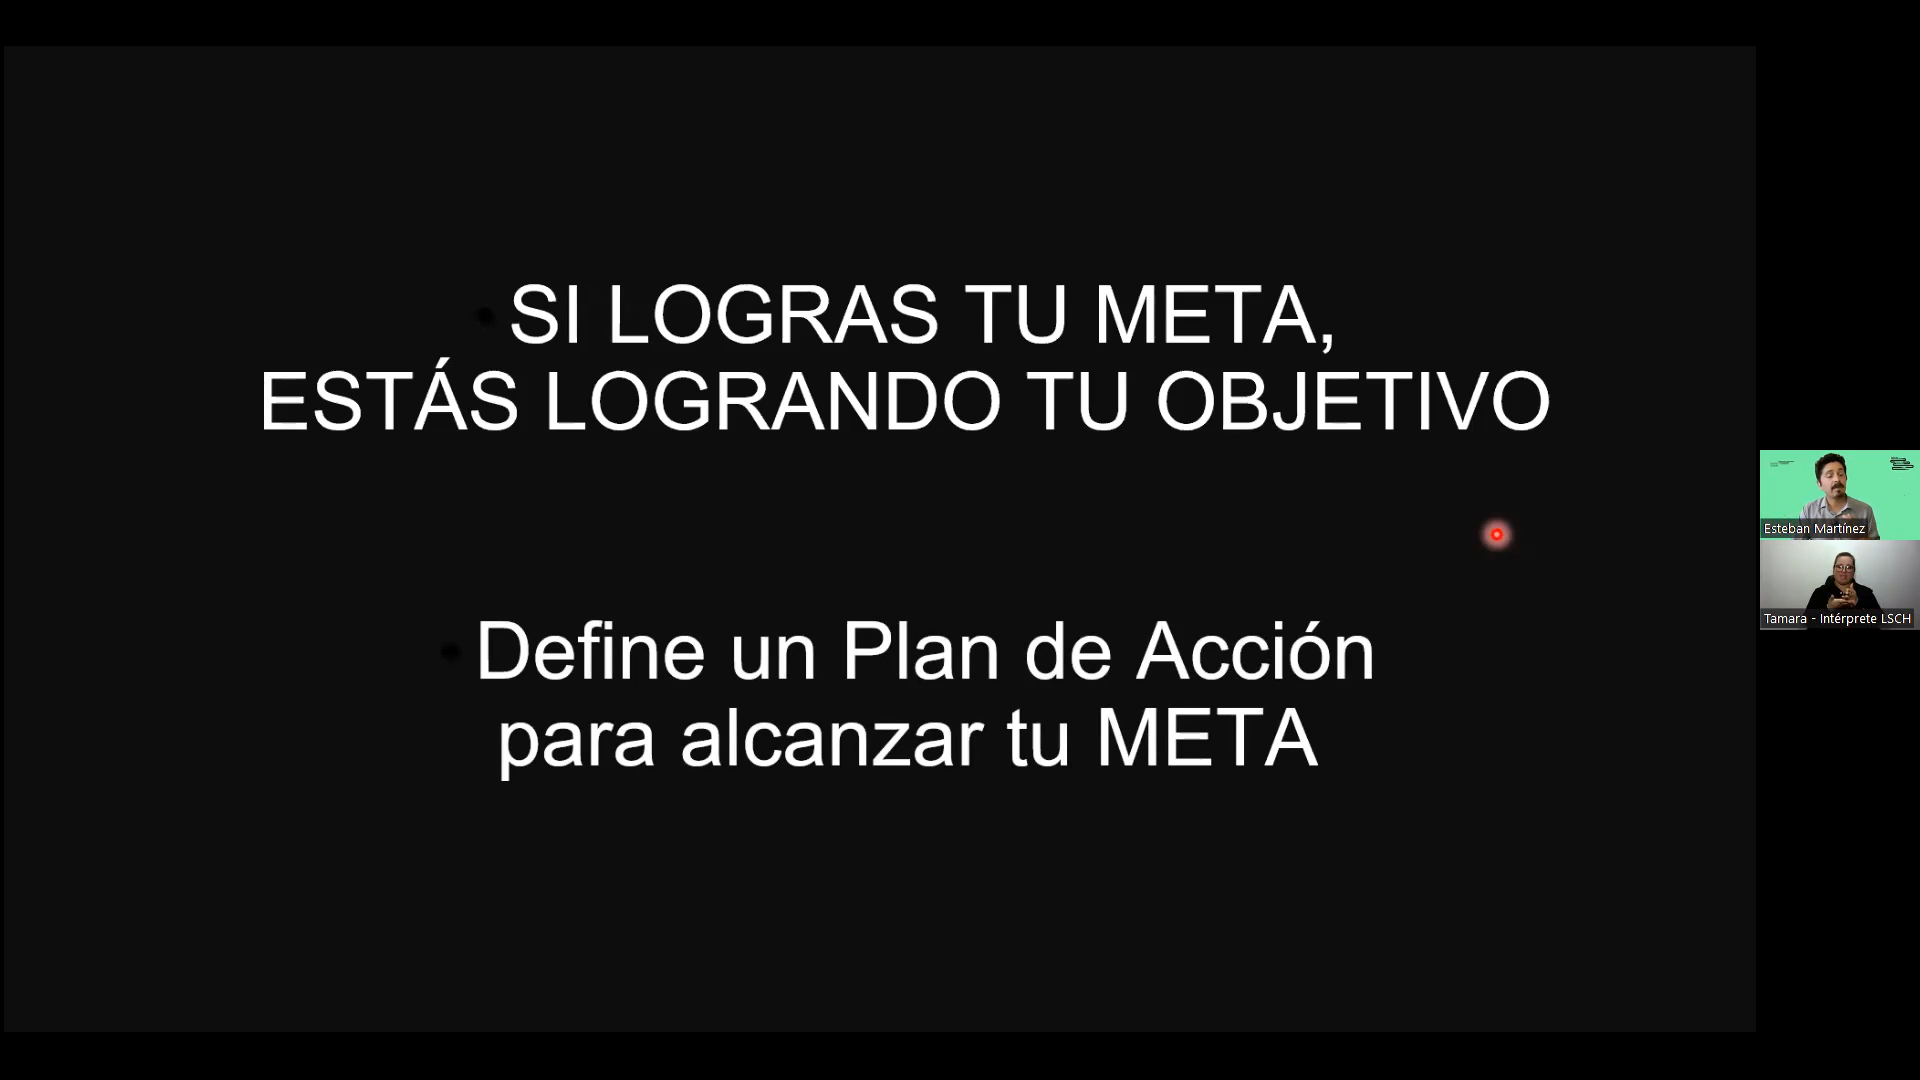 SI LOGRAS TU META,
ESTÁS LOGRANDO TU OBJETIVO
Define un Plan de Acción
para alcanzar tu META
Esteban Martínez
Tamara - Intérprete LSCH